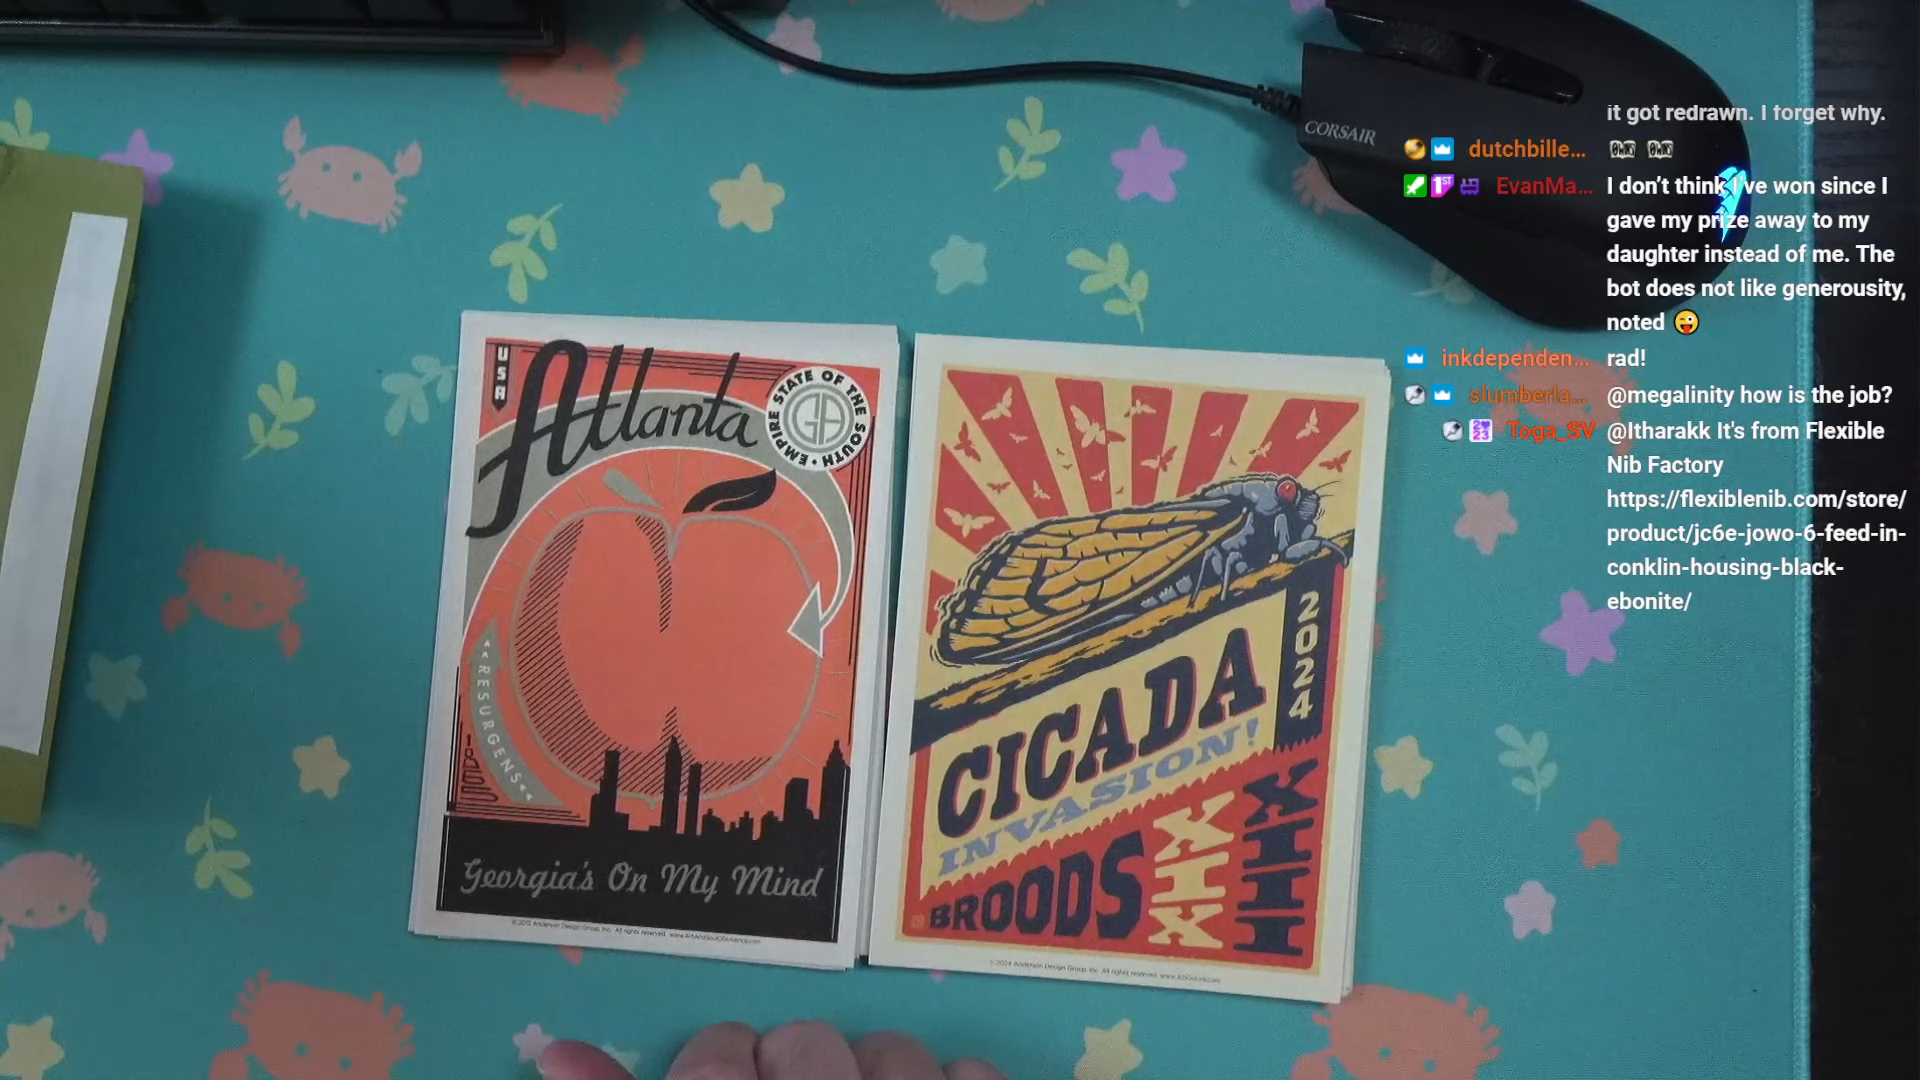 CORSAIR
it got redrawn. I forget why.
dutchbille...
EvanMa... I don't think I've won since I
gave my prize away to my
daughter instead of me. The
bot does not like generousity,
noted 😜
inkdependen... rad!
slumberla... @megalinity how is the job?
Toga_SV @Itharakk It's from Flexible
Nib Factory
https://flexiblenib.com/store/
product/jc6e-jowo-6-feed-in-
conklin-housing-black-
ebonite/
USA
Atlanta
EMPIRE STATE OF THE SOUTH
GA
RESURGENS
Georgia's On My Mind
2024
CICADA
INVASION!
BROODS
XIX
XIII